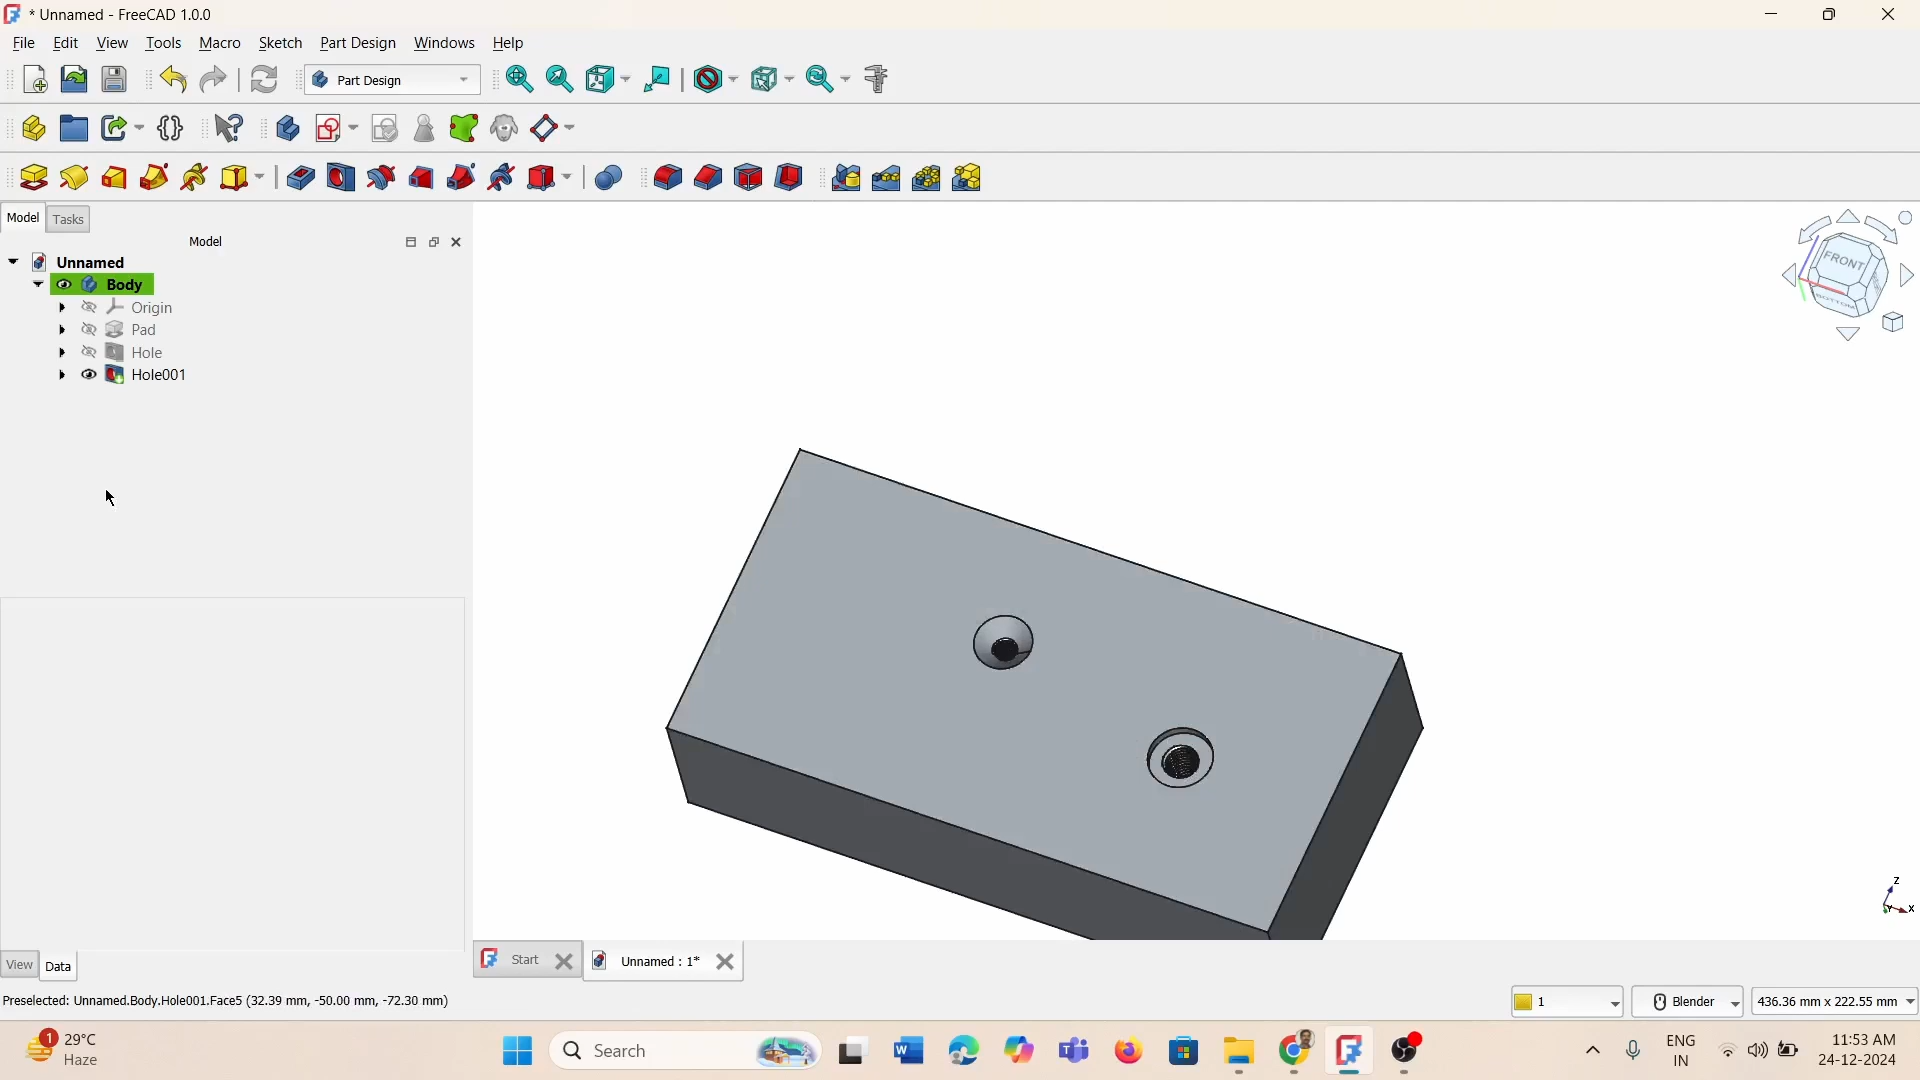 * Unnamed - FreeCAD 1.0.0
File Edit View Tools Macro Sketch Part Design Windows Help
Part Design
Model Tasks
Model
Unnamed
Body
Origin
Pad
Hole
Hole001
FRONT
BOTTOM
Z
Y X
View Data
Start
Unnamed : 1*
Preselected: Unnamed.Body.Hole001.Face5 (32.39 mm, -50.00 mm, -72.30 mm)
1
Blender
436.36 mm x 222.55 mm
1
29°C
Haze
Search
ENG
IN
11:53 AM
24-12-2024